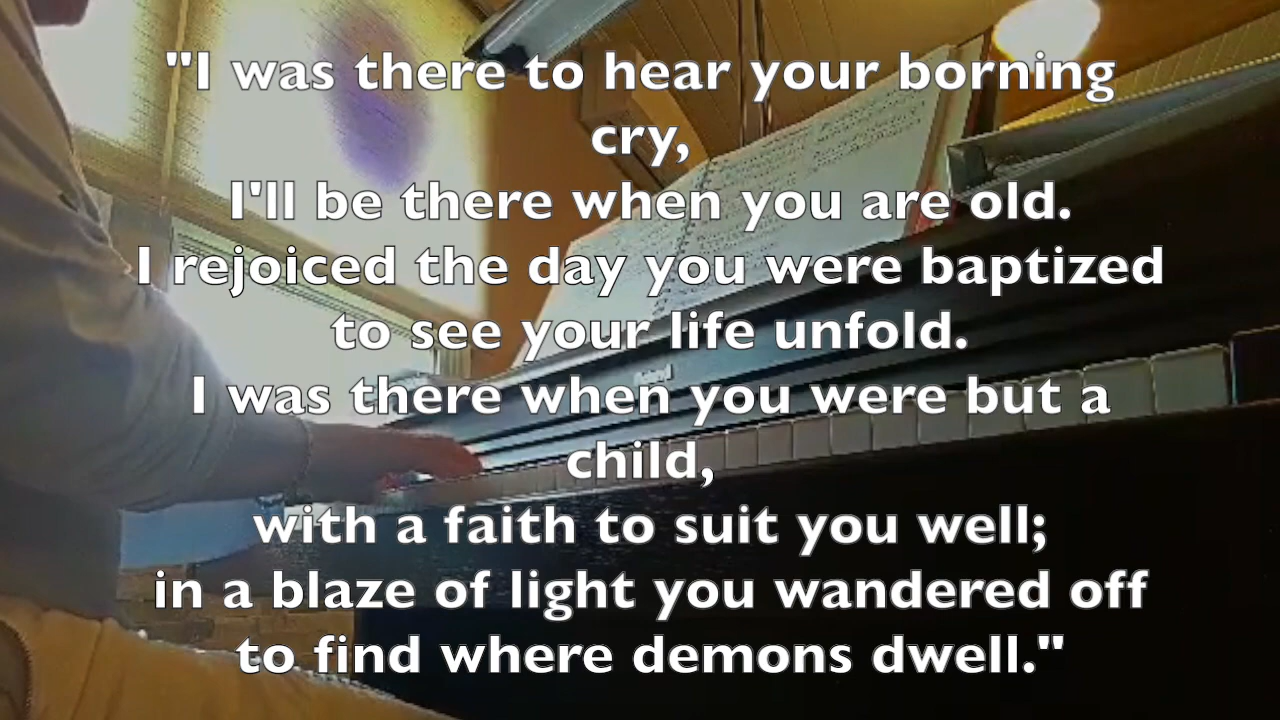 "I was there to hear your borning
cry,
I'll be there when you are old.
I rejoiced the day you were baptized
to see your life unfold.
I was there when you were but a
child,
with a faith to suit you well;
in a blaze of light you wandered off
to find where demons dwell."